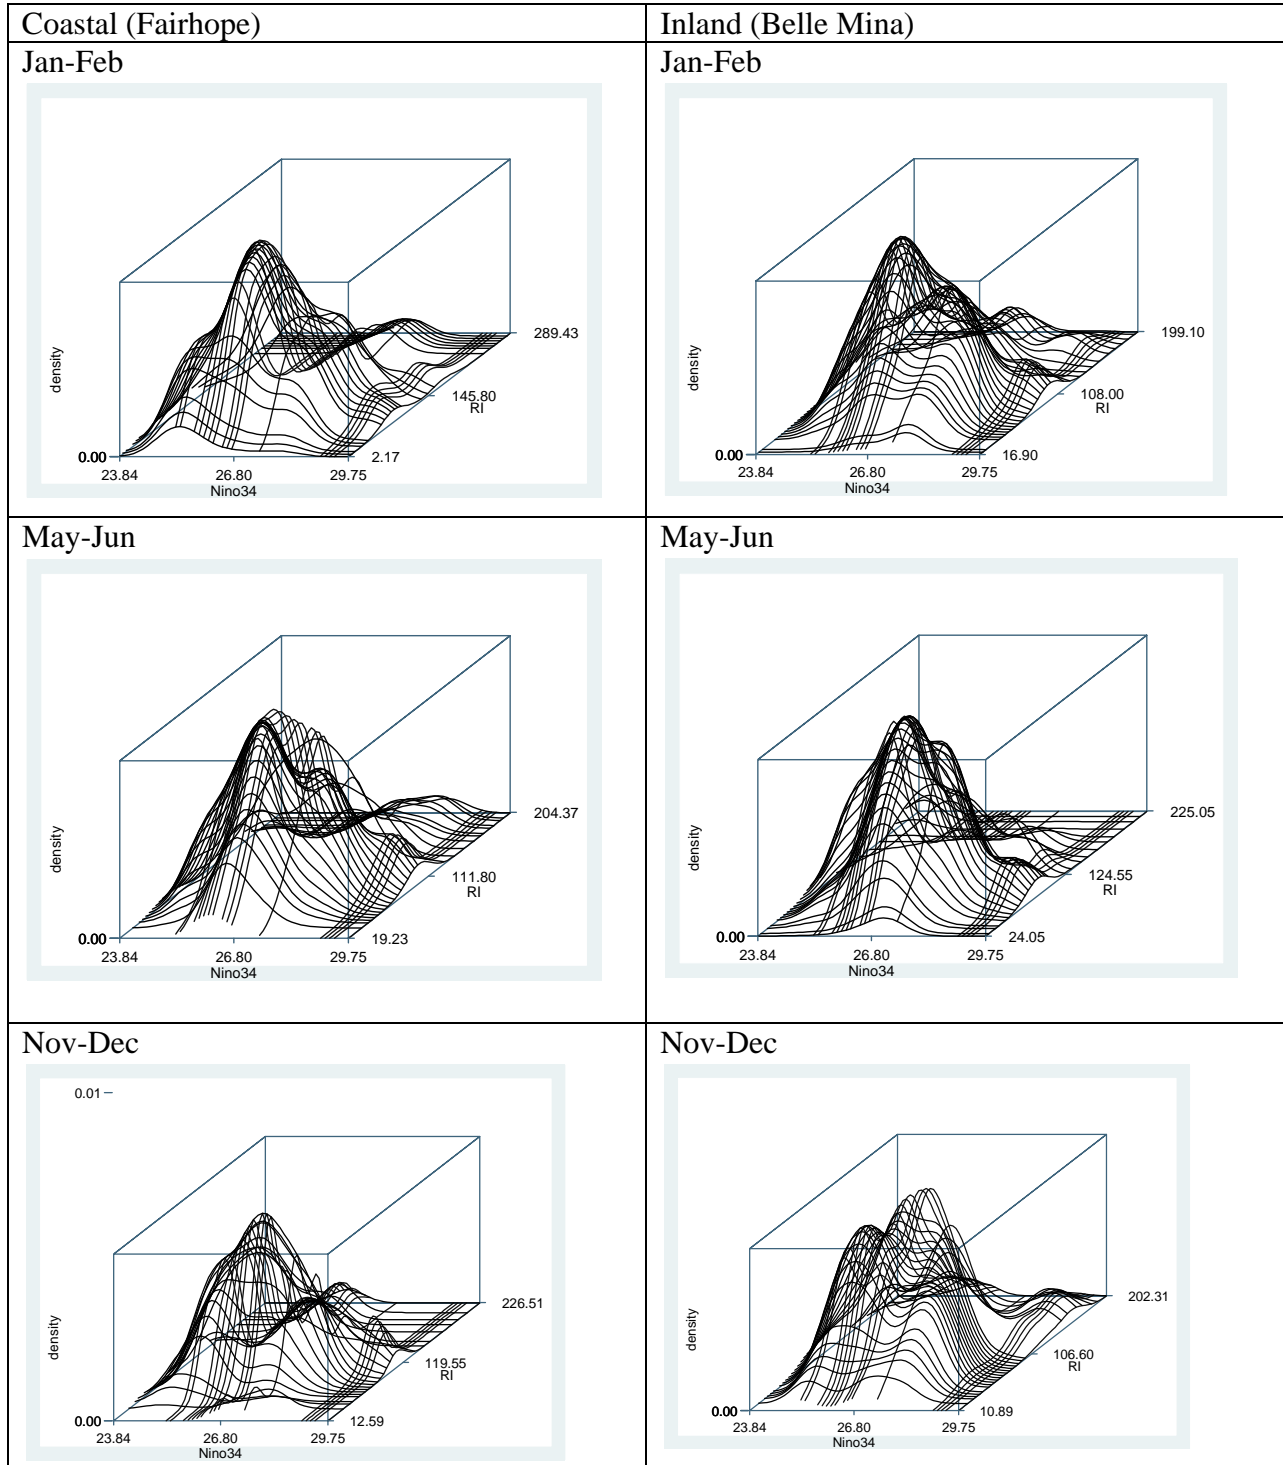 Coastal (Fairhope)
Inland (Belle Mina)
Jan-Feb
density
0.00
23.84
26.80
29.75
Nino34
2.17
145.80
RI
289.43
Jan-Feb
density
0.00
23.84
26.80
29.75
Nino34
16.90
108.00
RI
199.10
May-Jun
density
0.00
23.84
26.80
29.75
Nino34
19.23
111.80
RI
204.37
May-Jun
density
0.00
23.84
26.80
29.75
Nino34
24.05
124.55
RI
225.05
Nov-Dec
0.01
density
0.00
23.84
26.80
29.75
Nino34
12.59
119.55
RI
226.51
Nov-Dec
density
0.00
23.84
26.80
29.75
Nino34
10.89
106.60
RI
202.31